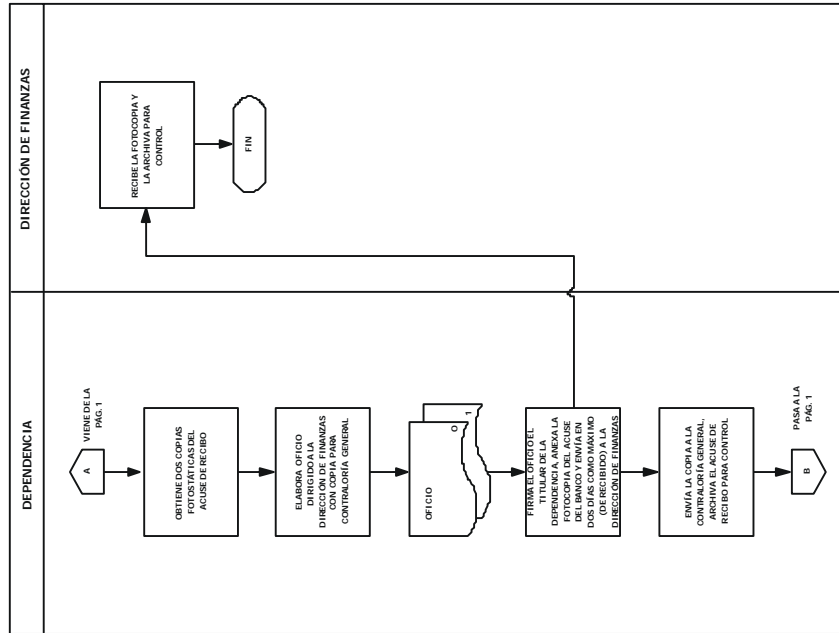 DEPENDENCIA
DIRECCIÓN DE FINANZAS
A
VIENE DE LA
PÁG. 1
OBTIENE DOS COPIAS
FOTOSTÁTICAS DEL
ACUSE DE RECIBO
ELABORA OFICIO
DIRIGIDO A LA
DIRECCIÓN DE FINANZAS
CON COPIA PARA
CONTRALORÍA GENERAL
OFICIO
O
1
FIRMA EL OFICIO EL
TITULAR DE LA
DEPENDENCIA, ANEXA LA
FOTOCOPIA DEL ACUSE
DEL BANCO Y ENVÍA EN
DOS DÍAS COMO MÁXIMO
(DE RECIBIDO) A LA
DIRECCIÓN DE FINANZAS
ENVÍA LA COPIA A LA
CONTRALORÍA GENERAL,
ARCHIVA EL ACUSE DE
RECIBO PARA CONTROL
B
PASA A LA
PÁG. 1
RECIBE LA FOTOCOPIA Y
LA ARCHIVA PARA
CONTROL
FIN